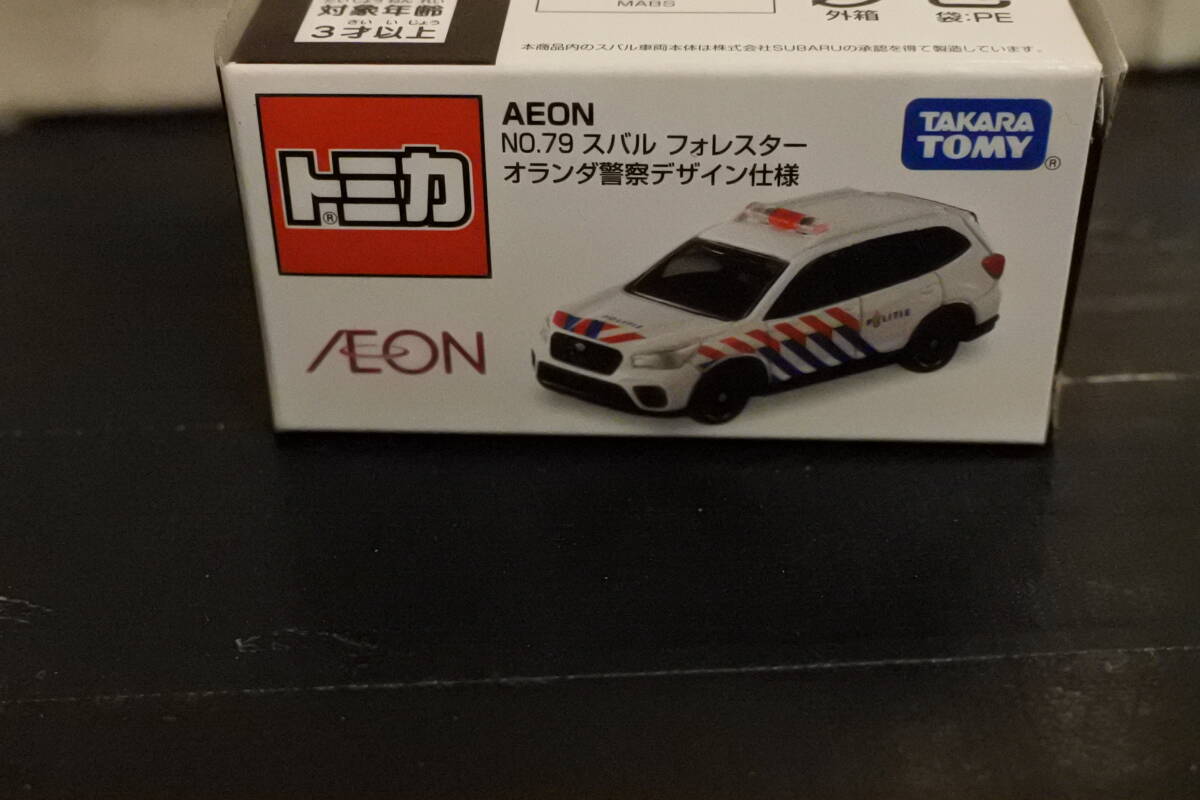 対象年齢
さい いじょう
3才以上
MABS
外箱
袋:PE
本商品内のスバル車両本体は株式会社SUBARUの承認を得て製造しています。
トミカ
®
AEON
NO.79 スバル フォレスター
オランダ警察デザイン仕様
TAKARA
TOMY
®
AEON
POLITIE
POLITIE